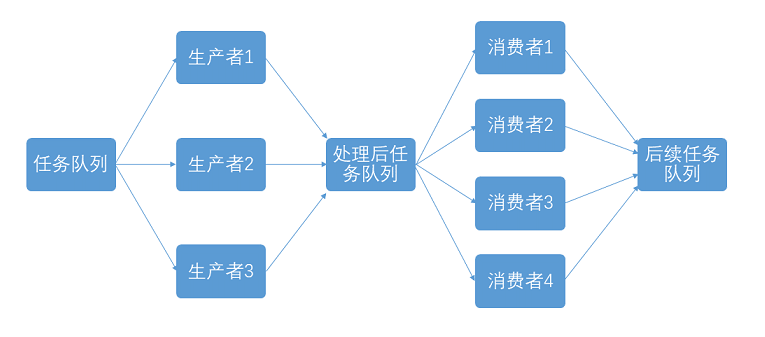 任务队列
生产者1
生产者2
生产者3
处理后任
务队列
消费者1
消费者2
消费者3
消费者4
后续任务
队列